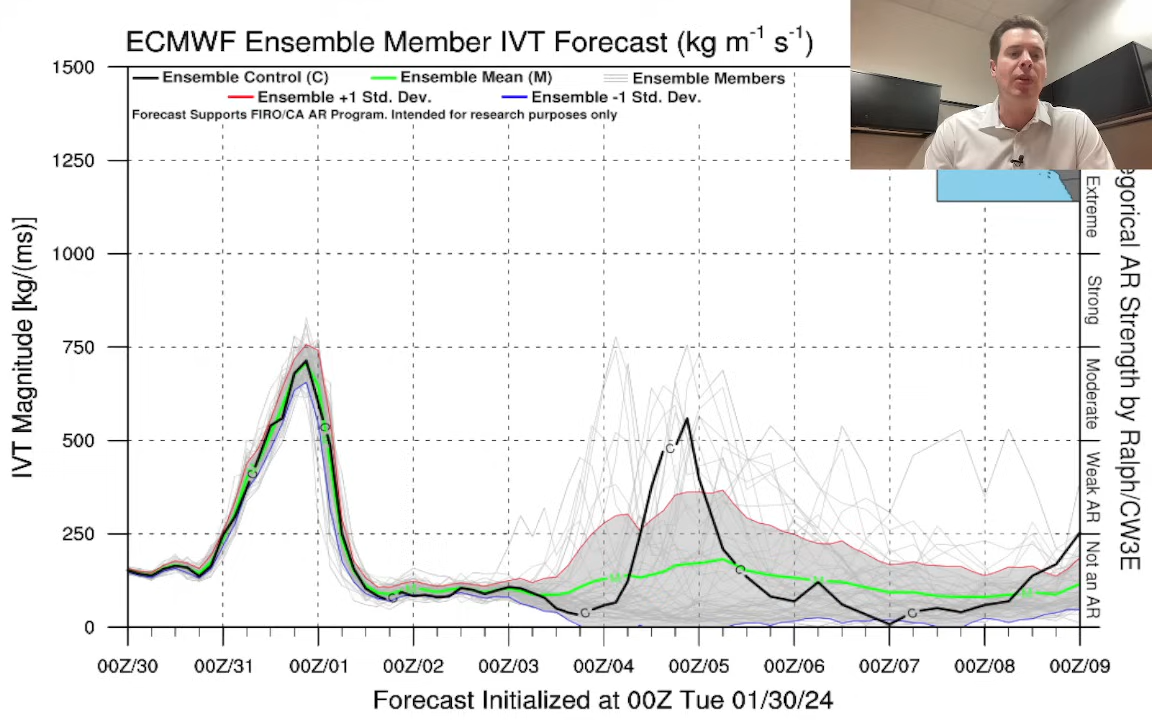 ECMWF Ensemble Member IVT Forecast (kg m⁻¹ s⁻¹)
Ensemble Control (C)
Ensemble Mean (M)
Ensemble Members
Ensemble +1 Std. Dev.
Ensemble -1 Std. Dev.
Forecast Supports FIRO/CA AR Program. Intended for research purposes only
IVT Magnitude [kg/(ms)]
1500
1250
1000
750
500
250
0
Extreme
Strong
Moderate
Weak AR
Not an AR
egorical AR Strength by Ralph/CW3E
C
C
C
C
C
C
C
M
M
M
M
00Z/30
00Z/31
00Z/01
00Z/02
00Z/03
00Z/04
00Z/05
00Z/06
00Z/07
00Z/08
00Z/09
Forecast Initialized at 00Z Tue 01/30/24